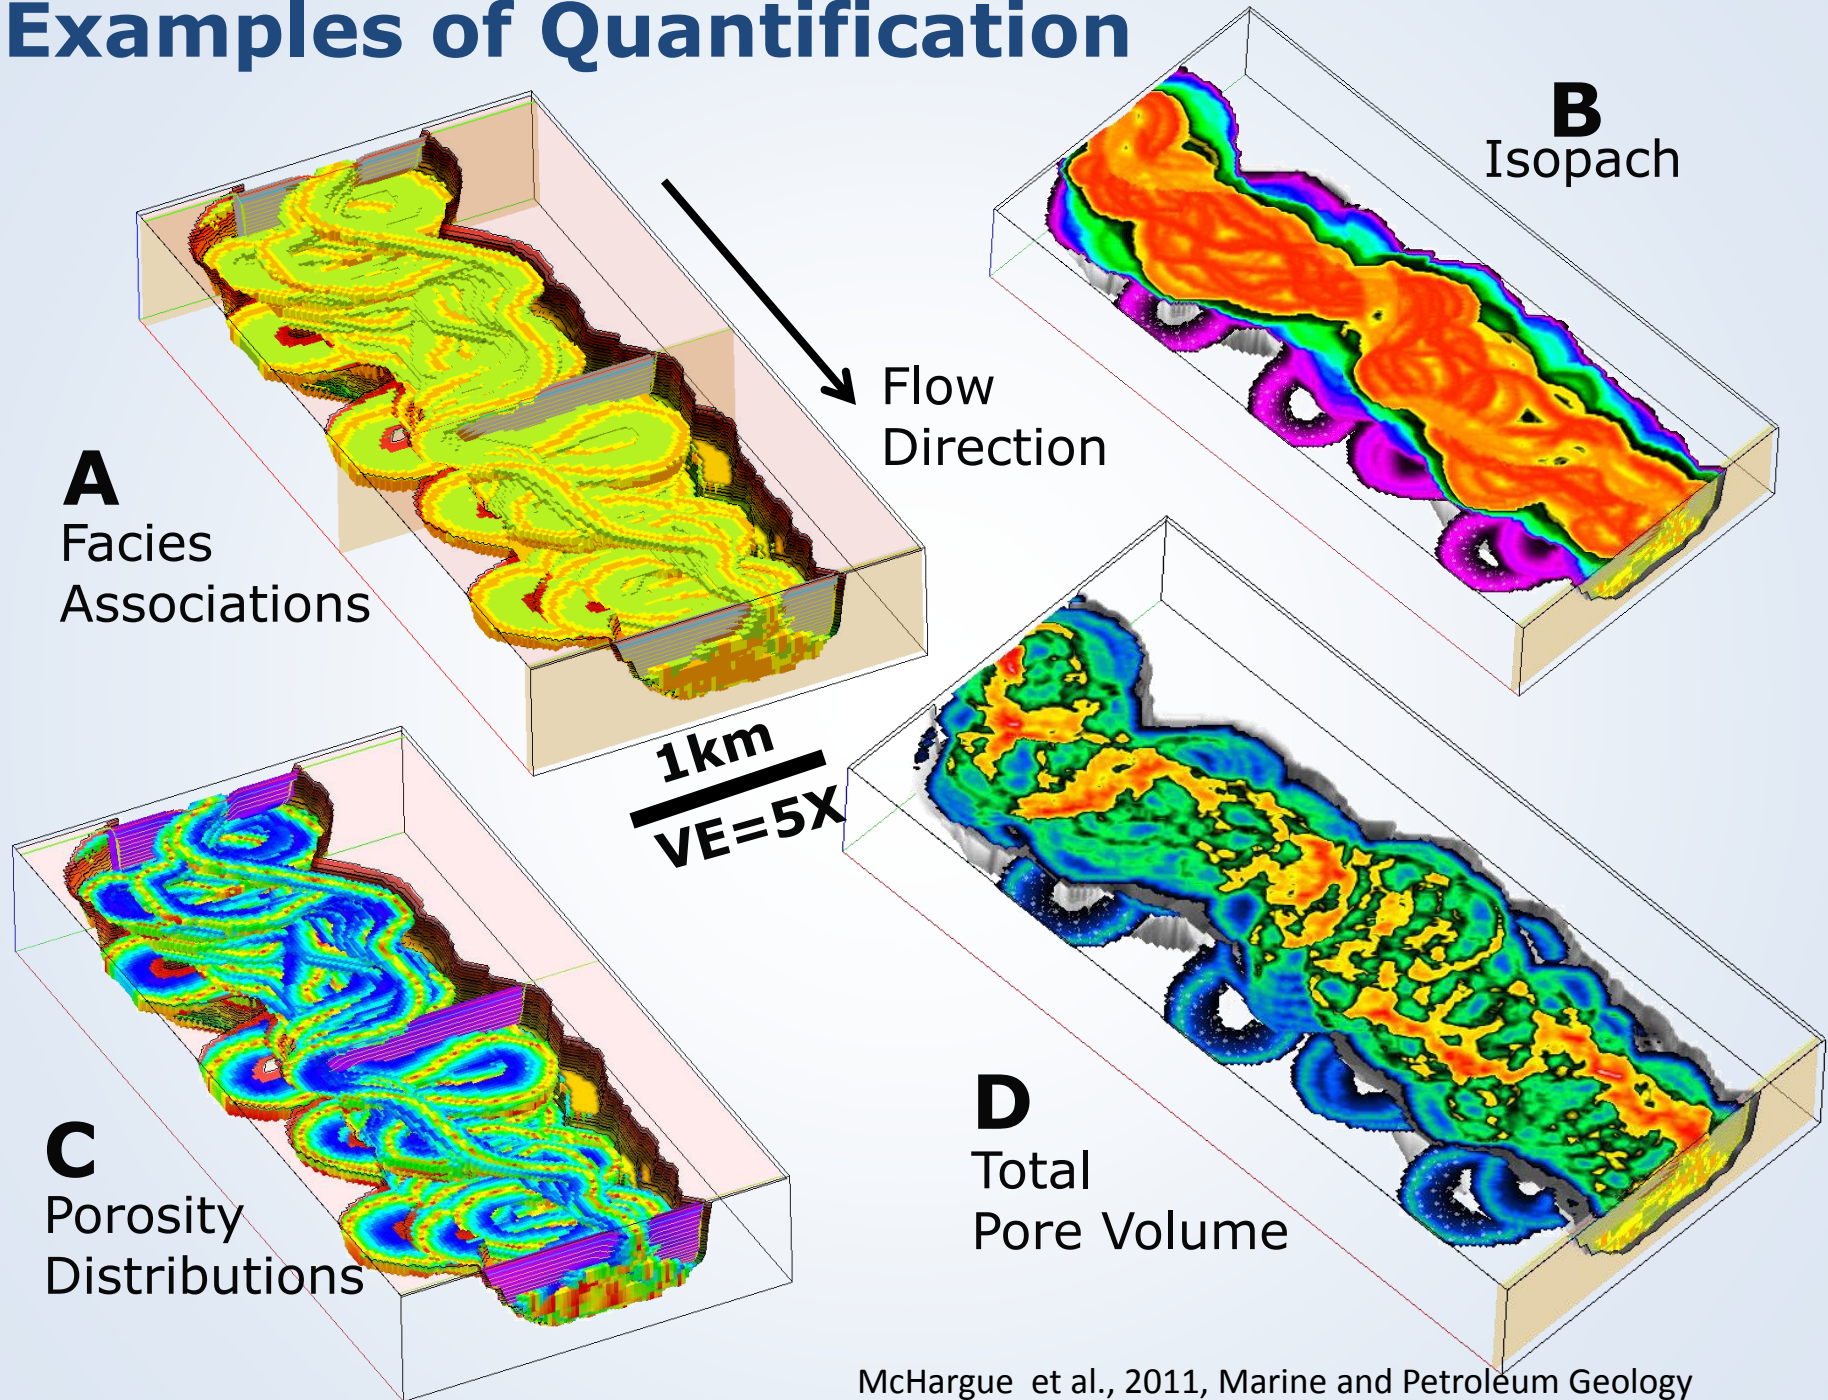 Examples of Quantification
B
Isopach
Flow
Direction
A
Facies
Associations
1km
VE=5X
C
Porosity
Distributions
D
Total
Pore Volume
McHargue et al., 2011, Marine and Petroleum Geology